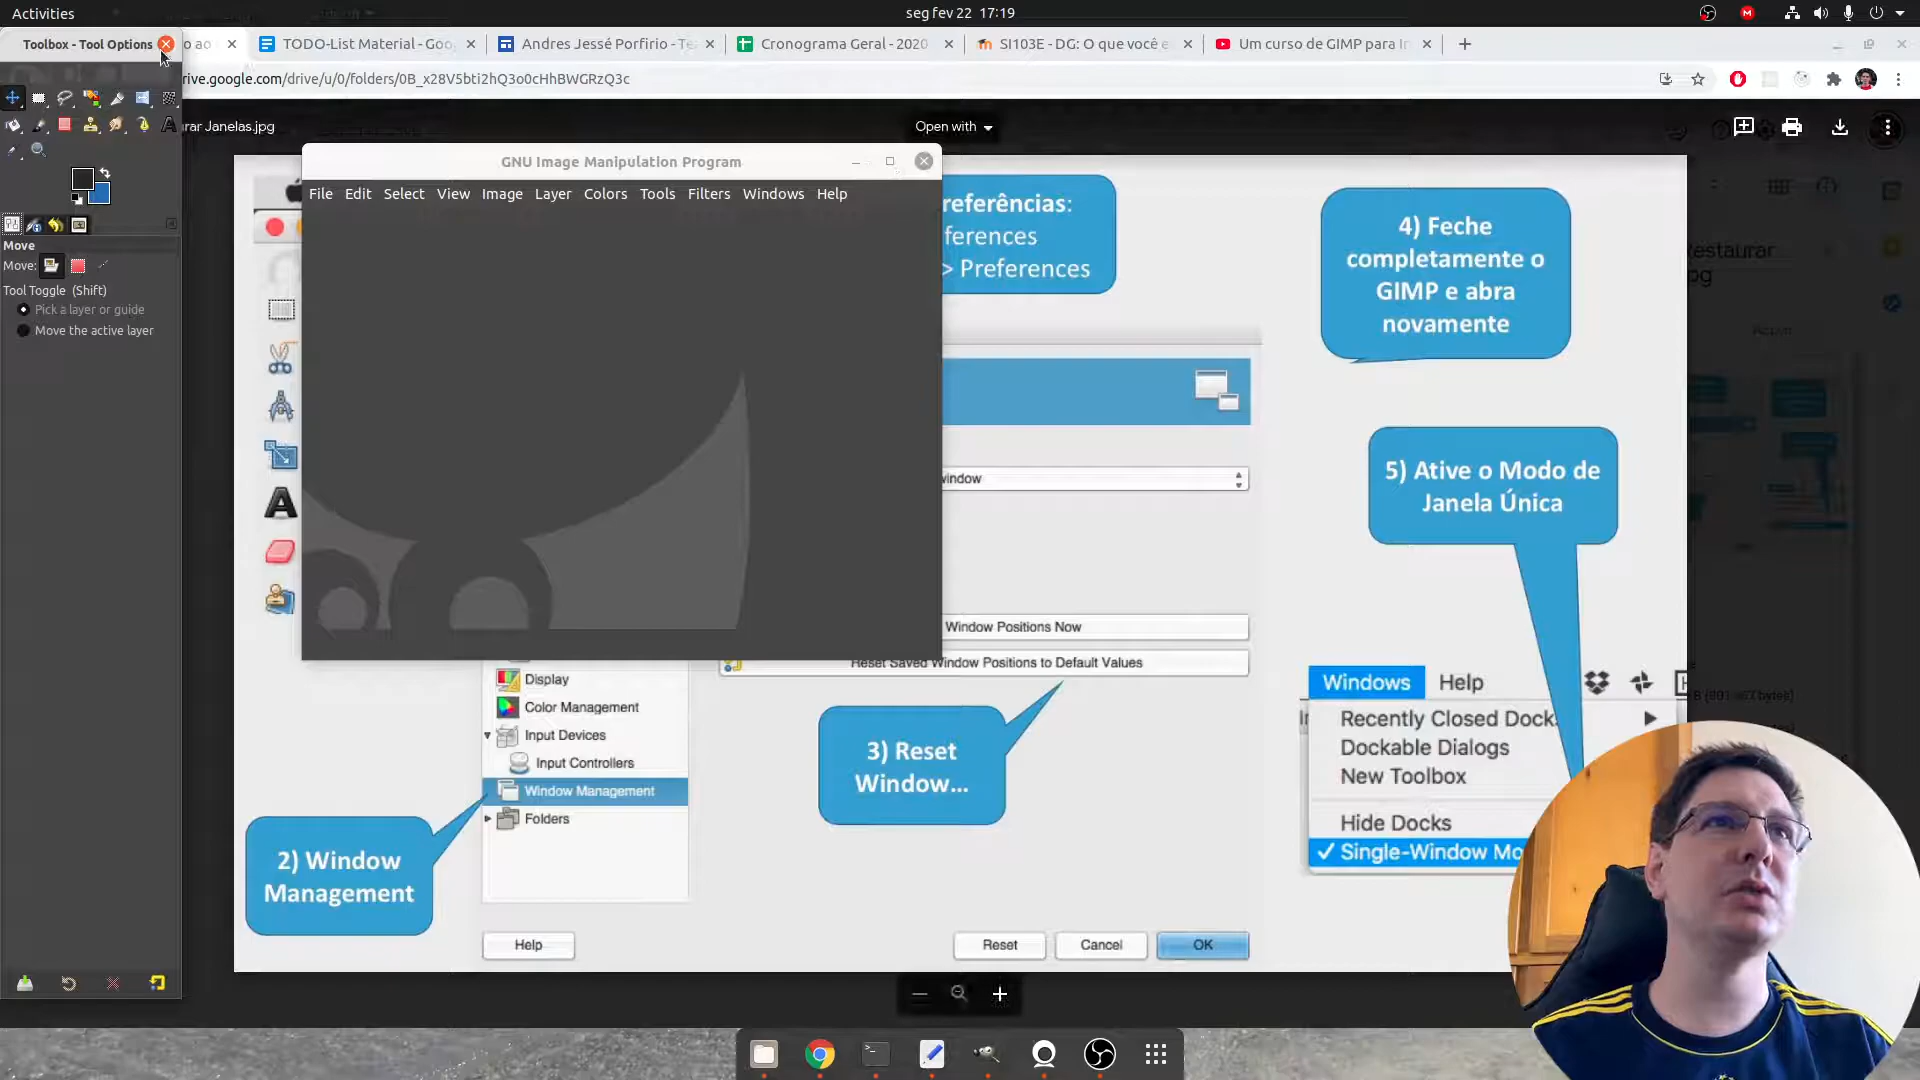 Activities
seg fev 22 17:19
Toolbox - Tool Options
o ao
TODO-List Material - Goo
Andres Jessé Porfirio - Te
Cronograma Geral - 2020
SI103E - DG: O que você e
Um curso de GIMP para In
rive.google.com/drive/u/0/folders/0B_x28V5bti2hQ3o0cHhBWGRzQ3c
rar Janelas.jpg
Open with
GNU Image Manipulation Program
File Edit Select View Image Layer Colors Tools Filters Windows Help
Move
Move:
Tool Toggle (Shift)
Pick a layer or guide
Move the active layer
referências:
ferences
> Preferences
4) Feche
completamente o
GIMP e abra
novamente
Restaurar
pg
window
5) Ative o Modo de
Janela Única
Window Positions Now
Reset Saved Window Positions to Default Values
Display
Color Management
Input Devices
Input Controllers
Window Management
Folders
3) Reset
Window...
2) Window
Management
Windows Help
Recently Closed Docks
Dockable Dialogs
New Toolbox
Hide Docks
Single-Window Mo
Help
Reset
Cancel
OK